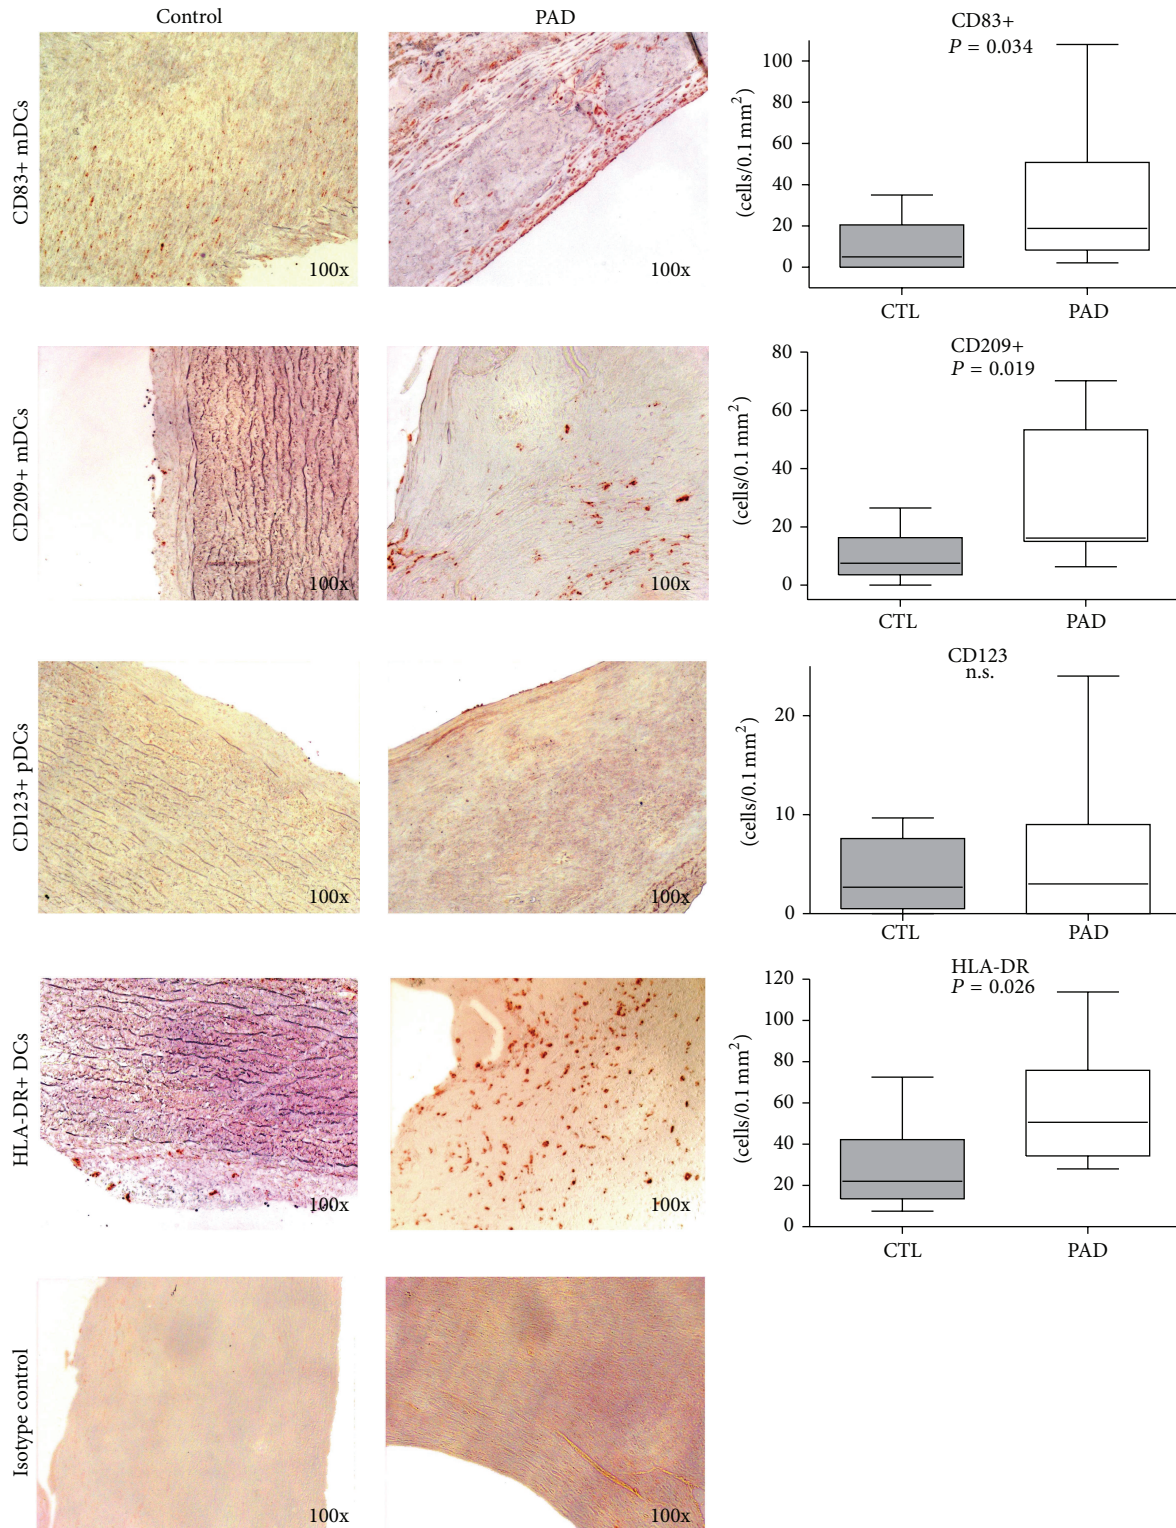 Control
PAD
CD83+ mDCs
100x
100x
CD83+
P = 0.034
(cells/0.1 mm²)
100
80
60
40
20
0
CTL
PAD
CD209+ mDCs
100x
100x
CD209+
P = 0.019
(cells/0.1 mm²)
80
60
40
20
0
CTL
PAD
CD123+ pDCs
100x
100x
CD123
n.s.
(cells/0.1 mm²)
20
10
0
CTL
PAD
HLA-DR+ DCs
100x
100x
HLA-DR
P = 0.026
(cells/0.1 mm²)
120
100
80
60
40
20
0
CTL
PAD
Isotype control
100x
100x